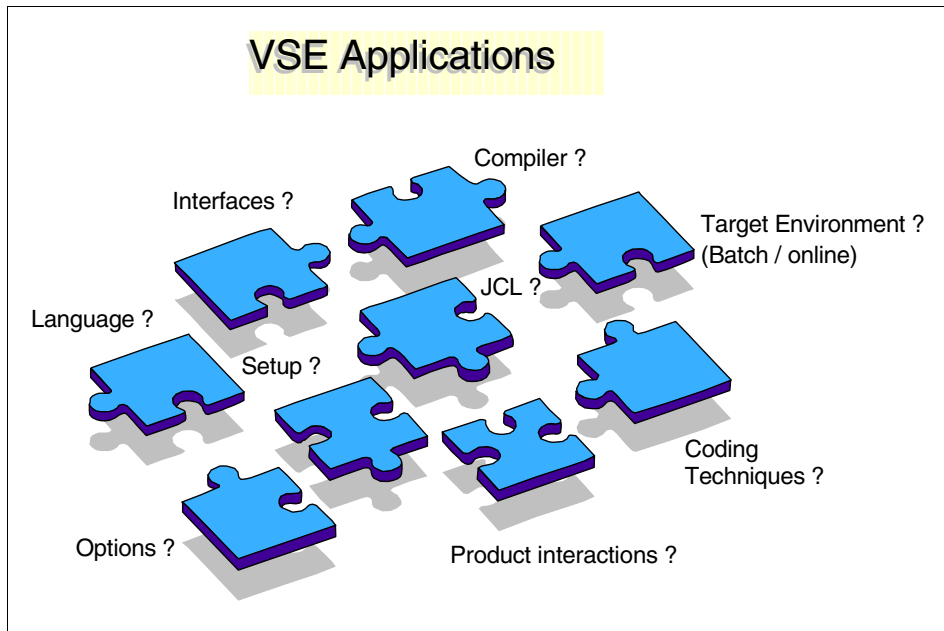 VSE Applications
Compiler ?
Interfaces ?
Target Environment ?
(Batch / online)
JCL ?
Language ?
Setup ?
Coding
Techniques ?
Options ?
Product interactions ?